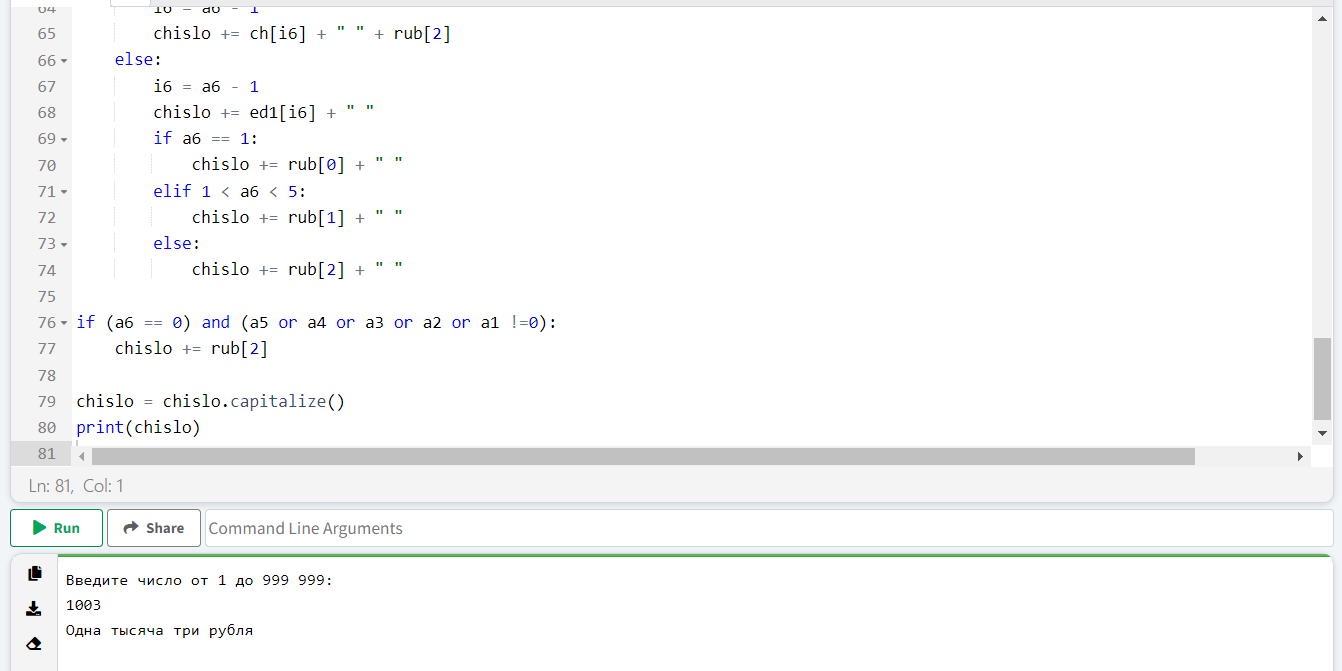 64 i6 = a6 - 1
65 chislo += ch[i6] + " " + rub[2]
66 else:
67 i6 = a6 - 1
68 chislo += ed1[i6] + " "
69 if a6 == 1:
70 chislo += rub[0] + " "
71 elif 1 < a6 < 5:
72 chislo += rub[1] + " "
73 else:
74 chislo += rub[2] + " "
75
76 if (a6 == 0) and (a5 or a4 or a3 or a2 or a1 !=0):
77 chislo += rub[2]
78
79 chislo = chislo.capitalize()
80 print(chislo)
81
Ln: 81, Col: 1
Run Share Command Line Arguments
Введите число от 1 до 999 999:
1003
Одна тысяча три рубля